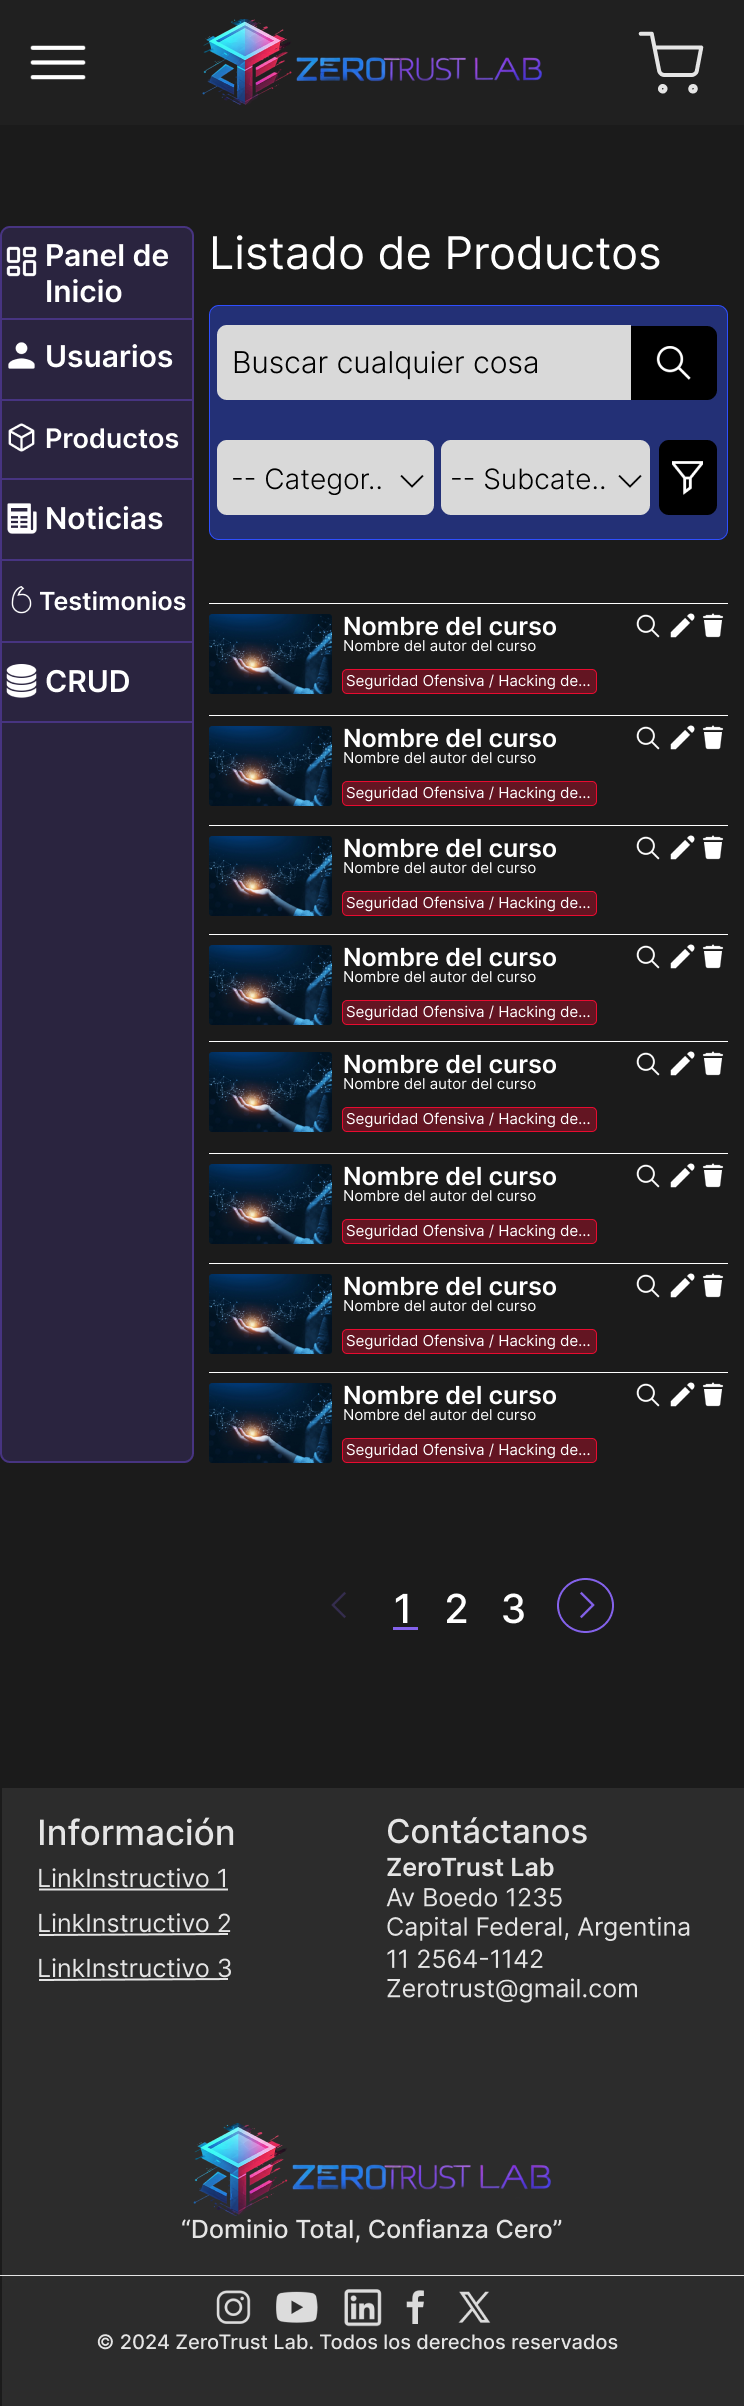 ZEROTRUST LAB
Panel de
Inicio
Usuarios
Productos
Noticias
Testimonios
CRUD
Listado de Productos
Buscar cualquier cosa
-- Categor..
-- Subcate..
Nombre del curso
Nombre del autor del curso
Seguridad Ofensiva / Hacking de...
Nombre del curso
Nombre del autor del curso
Seguridad Ofensiva / Hacking de...
Nombre del curso
Nombre del autor del curso
Seguridad Ofensiva / Hacking de...
Nombre del curso
Nombre del autor del curso
Seguridad Ofensiva / Hacking de...
Nombre del curso
Nombre del autor del curso
Seguridad Ofensiva / Hacking de...
Nombre del curso
Nombre del autor del curso
Seguridad Ofensiva / Hacking de...
Nombre del curso
Nombre del autor del curso
Seguridad Ofensiva / Hacking de...
Nombre del curso
Nombre del autor del curso
Seguridad Ofensiva / Hacking de...
1 2 3
Información
LinkInstructivo 1
LinkInstructivo 2
LinkInstructivo 3
Contáctanos
ZeroTrust Lab
Av Boedo 1235
Capital Federal, Argentina
11 2564-1142
Zerotrust@gmail.com
ZEROTRUST LAB
“Dominio Total, Confianza Cero”
© 2024 ZeroTrust Lab. Todos los derechos reservados